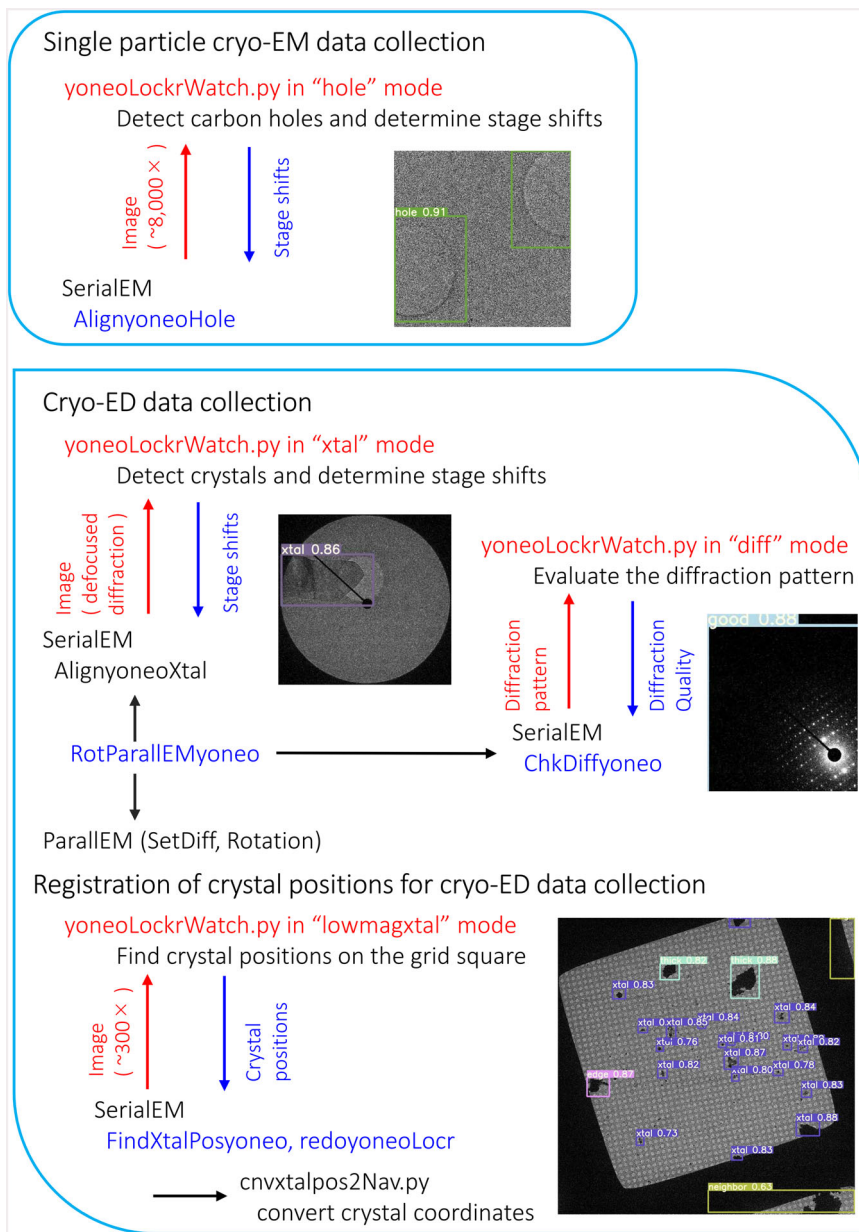 Single particle cryo-EM data collection
yoneoLockrWatch.py in “hole” mode
Detect carbon holes and determine stage shifts
Image
( ~8,000× )
Stage shifts
hole 0.91
SerialEM
AlignyoneoHole
Cryo-ED data collection
yoneoLockrWatch.py in “xtal” mode
Detect crystals and determine stage shifts
Image
( defocused
diffraction )
Stage shifts
xtal 0.86
SerialEM
AlignyoneoXtal
yoneoLockrWatch.py in “diff” mode
Evaluate the diffraction pattern
Diffraction
pattern
Diffraction
Quality
good 0.88
SerialEM
ChkDiffyoneo
RotParallEMyoneo
ParallEM (SetDiff, Rotation)
Registration of crystal positions for cryo-ED data collection
yoneoLockrWatch.py in “lowmagxtal” mode
Find crystal positions on the grid square
Image
( ~300× )
Crystal
positions
SerialEM
FindXtalPosyoneo, redoyoneoLocr
cnvxtalpos2Nav.py
convert crystal coordinates
thick 0.82
thick 0.88
xtal 0.83
xtal 0.84
xtal 0.84
xtal
xtal 0.85
xtal 0.76
0.81
xtal 0.82
xtal 0.87
xtal 0.82
xtal 0.80
xtal 0.78
edge 0.87
xtal 0.83
xtal 0.88
xtal 0.73
xtal 0.83
neighbor 0.63